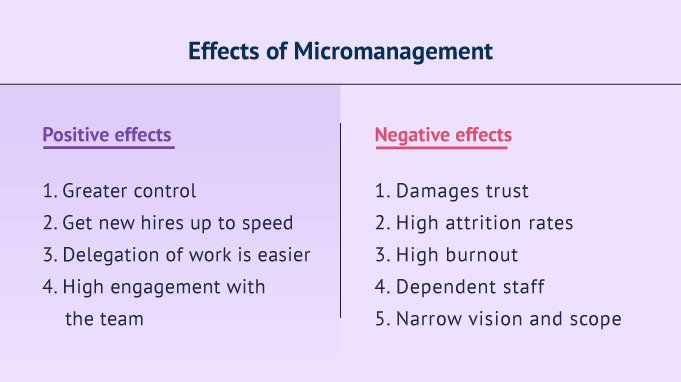 Effects of Micromanagement
Positive effects
1. Greater control
2. Get new hires up to speed
3. Delegation of work is easier
4. High engagement with
the team
Negative effects
1. Damages trust
2. High attrition rates
3. High burnout
4. Dependent staff
5. Narrow vision and scope